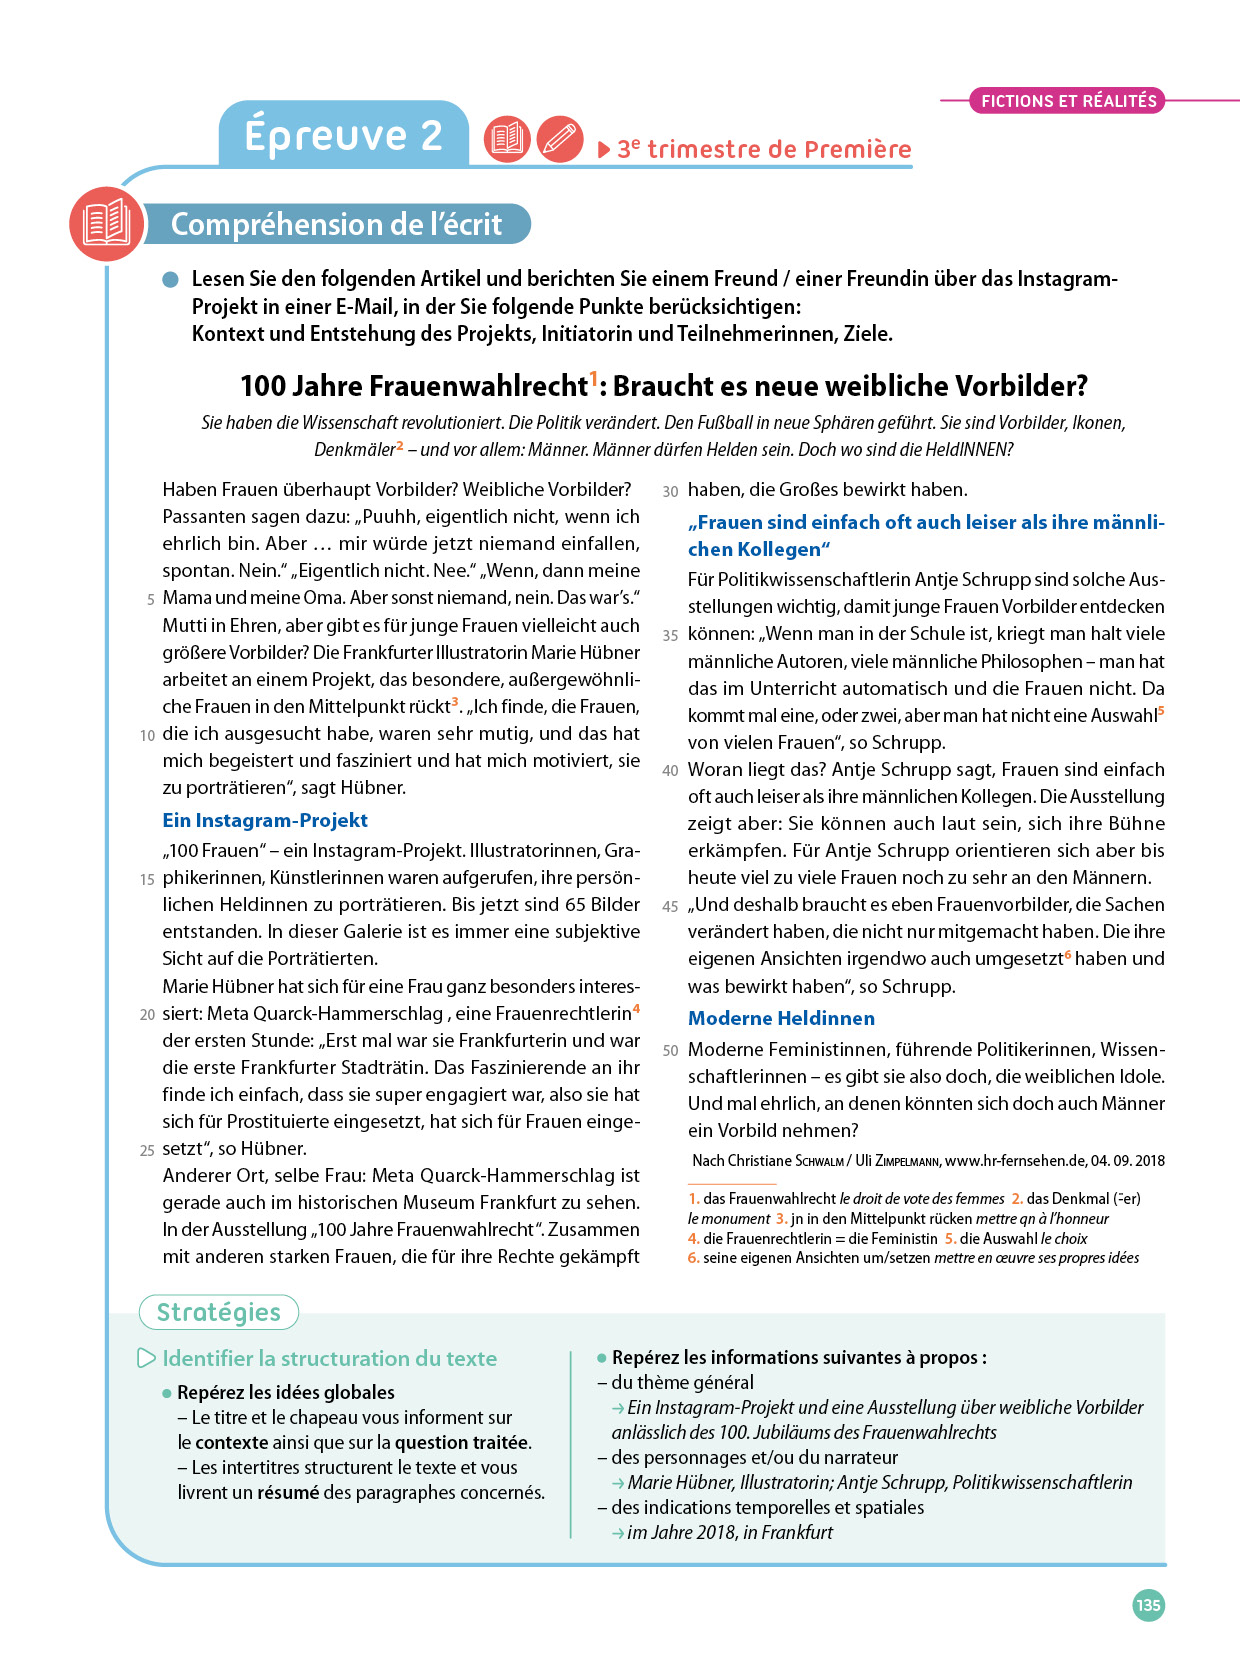 FICTIONS ET RÉALITÉS
Épreuve 2
3e trimestre de Première
Compréhension de l’écrit
Lesen Sie den folgenden Artikel und berichten Sie einem Freund / einer Freundin über das Instagram-
Projekt in einer E-Mail, in der Sie folgende Punkte berücksichtigen:
Kontext und Entstehung des Projekts, Initiatorin und Teilnehmerinnen, Ziele.
100 Jahre Frauenwahlrecht1: Braucht es neue weibliche Vorbilder?
Sie haben die Wissenschaft revolutioniert. Die Politik verändert. Den Fußball in neue Sphären geführt. Sie sind Vorbilder, Ikonen,
Denkmäler2 – und vor allem: Männer. Männer dürfen Helden sein. Doch wo sind die HeldINNEN?
Haben Frauen überhaupt Vorbilder? Weibliche Vorbilder?
Passanten sagen dazu: „Puuhh, eigentlich nicht, wenn ich
ehrlich bin. Aber … mir würde jetzt niemand einfallen,
spontan. Nein.“ „Eigentlich nicht. Nee.“ „Wenn, dann meine
5 Mama und meine Oma. Aber sonst niemand, nein. Das war’s.“
Mutti in Ehren, aber gibt es für junge Frauen vielleicht auch
größere Vorbilder? Die Frankfurter Illustratorin Marie Hübner
arbeitet an einem Projekt, das besondere, außergewöhnli-
che Frauen in den Mittelpunkt rückt3. „Ich finde, die Frauen,
10 die ich ausgesucht habe, waren sehr mutig, und das hat
mich begeistert und fasziniert und hat mich motiviert, sie
zu porträtieren“, sagt Hübner.
Ein Instagram-Projekt
„100 Frauen“ – ein Instagram-Projekt. Illustratorinnen, Gra-
15 phikerinnen, Künstlerinnen waren aufgerufen, ihre persön-
lichen Heldinnen zu porträtieren. Bis jetzt sind 65 Bilder
entstanden. In dieser Galerie ist es immer eine subjektive
Sicht auf die Porträtierten.
Marie Hübner hat sich für eine Frau ganz besonders interes-
20 siert: Meta Quarck-Hammerschlag , eine Frauenrechtlerin4
der ersten Stunde: „Erst mal war sie Frankfurterin und war
die erste Frankfurter Stadträtin. Das Faszinierende an ihr
finde ich einfach, dass sie super engagiert war, also sie hat
sich für Prostituierte eingesetzt, hat sich für Frauen einge-
25 setzt“, so Hübner.
Anderer Ort, selbe Frau: Meta Quarck-Hammerschlag ist
gerade auch im historischen Museum Frankfurt zu sehen.
In der Ausstellung „100 Jahre Frauenwahlrecht“. Zusammen
mit anderen starken Frauen, die für ihre Rechte gekämpft
30 haben, die Großes bewirkt haben.
„Frauen sind einfach oft auch leiser als ihre männli-
chen Kollegen“
Für Politikwissenschaftlerin Antje Schrupp sind solche Aus-
stellungen wichtig, damit junge Frauen Vorbilder entdecken
35 können: „Wenn man in der Schule ist, kriegt man halt viele
männliche Autoren, viele männliche Philosophen – man hat
das im Unterricht automatisch und die Frauen nicht. Da
kommt mal eine, oder zwei, aber man hat nicht eine Auswahl5
von vielen Frauen“, so Schrupp.
40 Woran liegt das? Antje Schrupp sagt, Frauen sind einfach
oft auch leiser als ihre männlichen Kollegen. Die Ausstellung
zeigt aber: Sie können auch laut sein, sich ihre Bühne
erkämpfen. Für Antje Schrupp orientieren sich aber bis
heute viel zu viele Frauen noch zu sehr an den Männern.
45 „Und deshalb braucht es eben Frauenvorbilder, die Sachen
verändert haben, die nicht nur mitgemacht haben. Die ihre
eigenen Ansichten irgendwo auch umgesetzt6 haben und
was bewirkt haben“, so Schrupp.
Moderne Heldinnen
50 Moderne Feministinnen, führende Politikerinnen, Wissen-
schaftlerinnen – es gibt sie also doch, die weiblichen Idole.
Und mal ehrlich, an denen könnten sich doch auch Männer
ein Vorbild nehmen?
Nach Christiane SCHWALM / Uli ZIMPELMANN, www.hr-fernsehen.de, 04. 09. 2018
1. das Frauenwahlrecht le droit de vote des femmes 2. das Denkmal (¨-er)
le monument 3. jn in den Mittelpunkt rücken mettre qn à l’honneur
4. die Frauenrechtlerin = die Feministin 5. die Auswahl le choix
6. seine eigenen Ansichten um/setzen mettre en œuvre ses propres idées
Stratégies
Identifier la structuration du texte
• Repérez les idées globales
– Le titre et le chapeau vous informent sur
le contexte ainsi que sur la question traitée.
– Les intertitres structurent le texte et vous
livrent un résumé des paragraphes concernés.
• Repérez les informations suivantes à propos :
– du thème général
→ Ein Instagram-Projekt und eine Ausstellung über weibliche Vorbilder
anlässlich des 100. Jubiläums des Frauenwahlrechts
– des personnages et/ou du narrateur
→ Marie Hübner, Illustratorin; Antje Schrupp, Politikwissenschaftlerin
– des indications temporelles et spatiales
→ im Jahre 2018, in Frankfurt
135